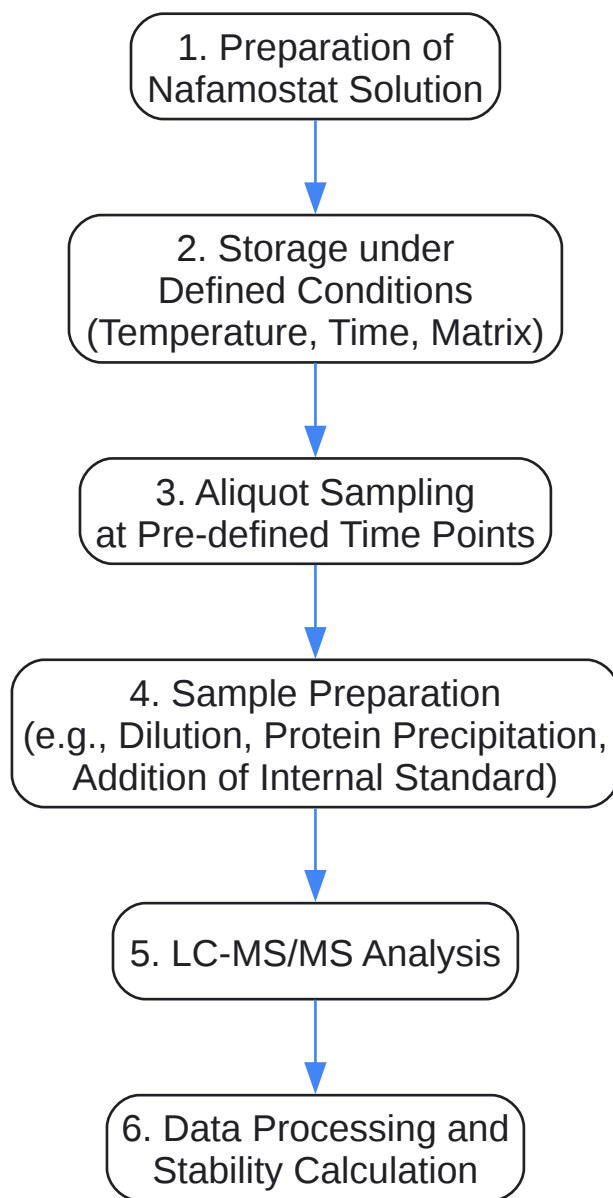 1. Preparation of
Nafamostat Solution
2. Storage under
Defined Conditions
(Temperature, Time, Matrix)
3. Aliquot Sampling
at Pre-defined Time Points
4. Sample Preparation
(e.g., Dilution, Protein Precipitation,
Addition of Internal Standard)
5. LC-MS/MS Analysis
6. Data Processing and
Stability Calculation